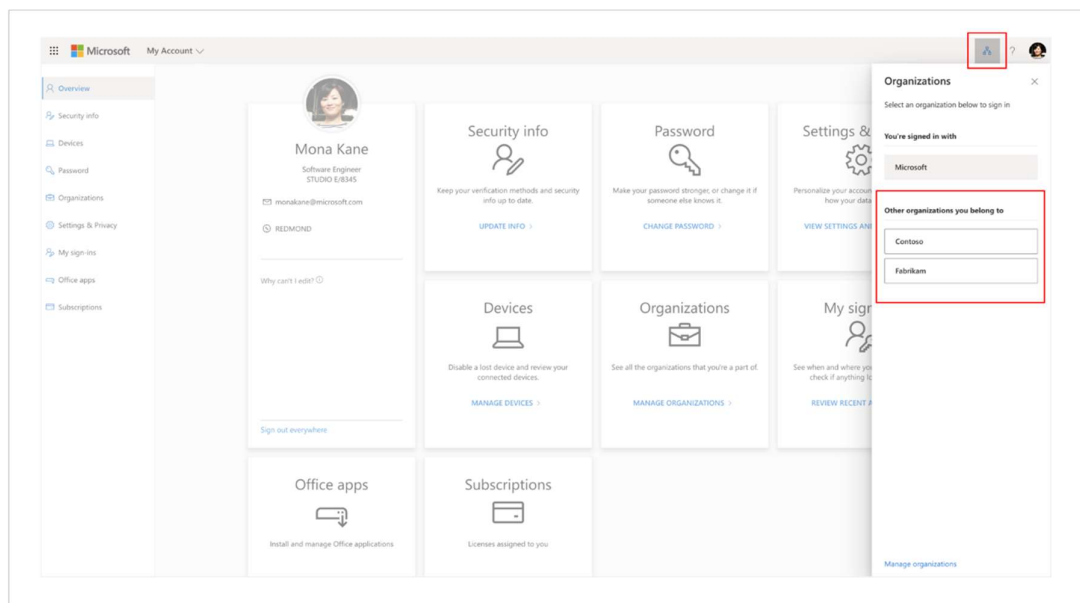 Microsoft My Account
?
Overview
Security info
Devices
Password
Organizations
Settings & Privacy
My sign-ins
Office apps
Subscriptions
Mona Kane
Software Engineer
STUDIO E/8345
monakane@microsoft.com
REDMOND
Why can't I edit?
Sign out everywhere
Security info
Keep your verification methods and security
info up to date.
UPDATE INFO >
Password
Make your password stronger, or change it if
someone else knows it.
CHANGE PASSWORD >
Settings &
Personalize your accoun
how your data
VIEW SETTINGS AND
Devices
Disable a lost device and review your
connected devices.
MANAGE DEVICES >
Organizations
See all the organizations that you're a part of.
MANAGE ORGANIZATIONS >
My sign
See when and where yo
check if anything lo
REVIEW RECENT A
Office apps
Install and manage Office applications
Subscriptions
Licenses assigned to you
Organizations
Select an organization below to sign in
You're signed in with
Microsoft
Other organizations you belong to
Contoso
Fabrikam
Manage organizations